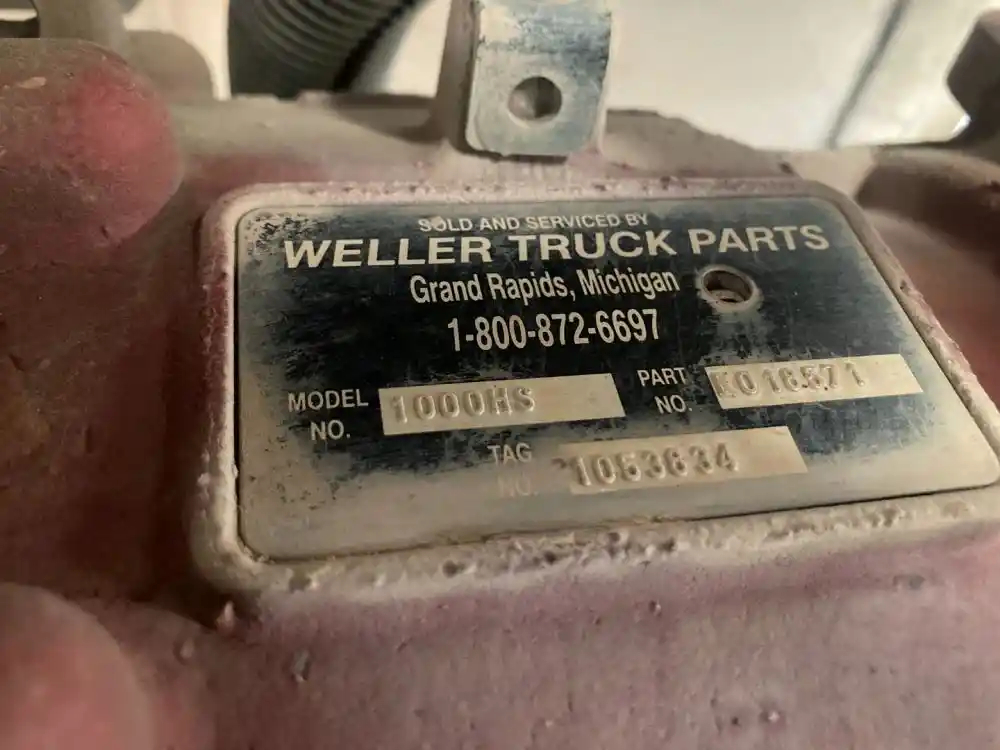 SOLD AND SERVICED BY
WELLER TRUCK PARTS
Grand Rapids, Michigan
1-800-872-6697
MODEL NO. 1000HS
PART NO.
TAG NO. 1053634